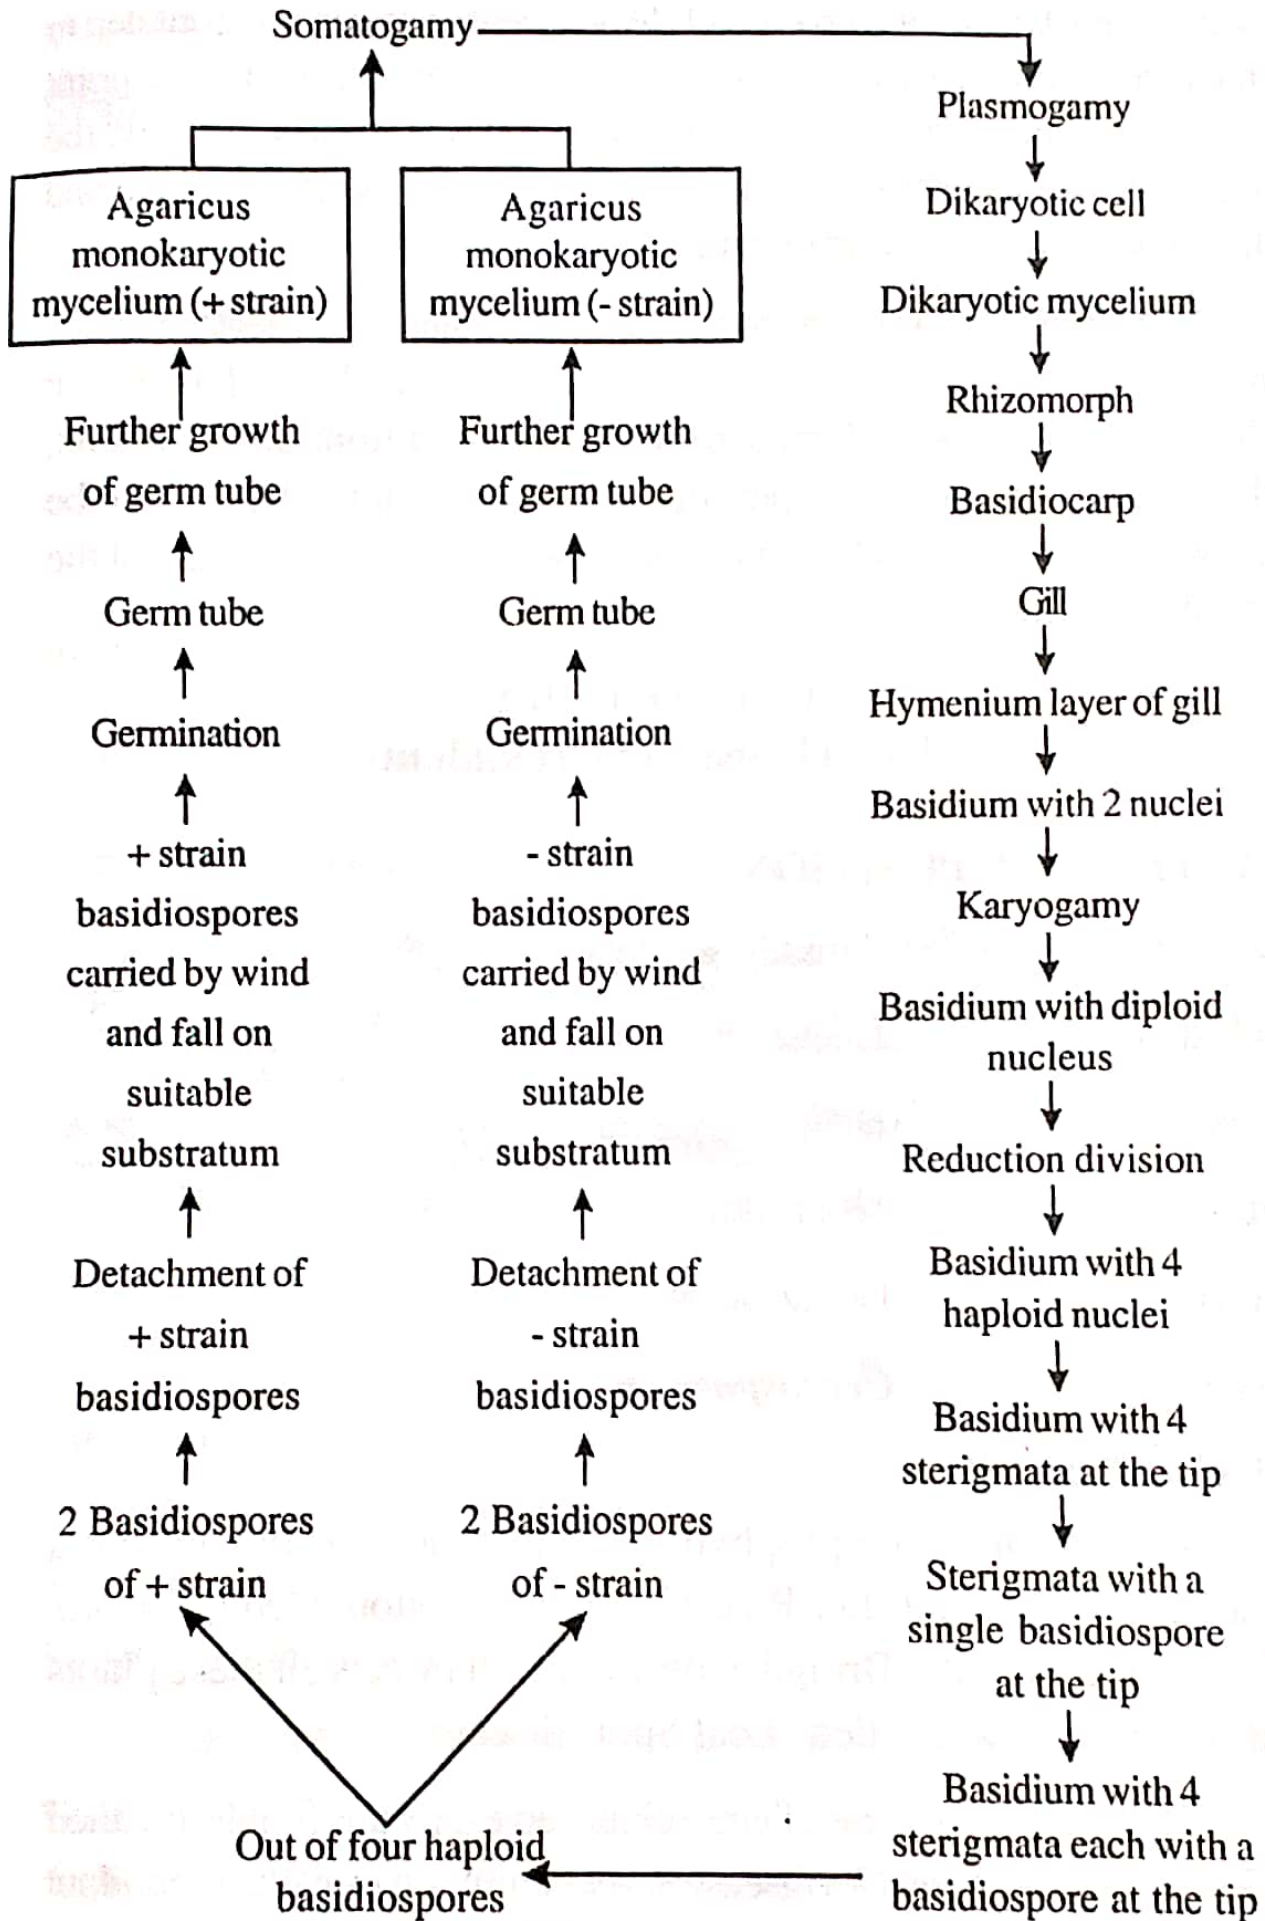 Somatogamy
Agaricus
monokaryotic
mycelium (+ strain)
Agaricus
monokaryotic
mycelium (- strain)
Further growth
of germ tube
Further growth
of germ tube
Germ tube
Germ tube
Germination
Germination
+ strain
basidiospores
carried by wind
and fall on
suitable
substratum
- strain
basidiospores
carried by wind
and fall on
suitable
substratum
Detachment of
+ strain
basidiospores
Detachment of
- strain
basidiospores
2 Basidiospores
of + strain
2 Basidiospores
of - strain
Out of four haploid
basidiospores
Plasmogamy
Dikaryotic cell
Dikaryotic mycelium
Rhizomorph
Basidiocarp
Gill
Hymenium layer of gill
Basidium with 2 nuclei
Karyogamy
Basidium with diploid
nucleus
Reduction division
Basidium with 4
haploid nuclei
Basidium with 4
sterigmata at the tip
Sterigmata with a
single basidiospore
at the tip
Basidium with 4
sterigmata each with a
basidiospore at the tip